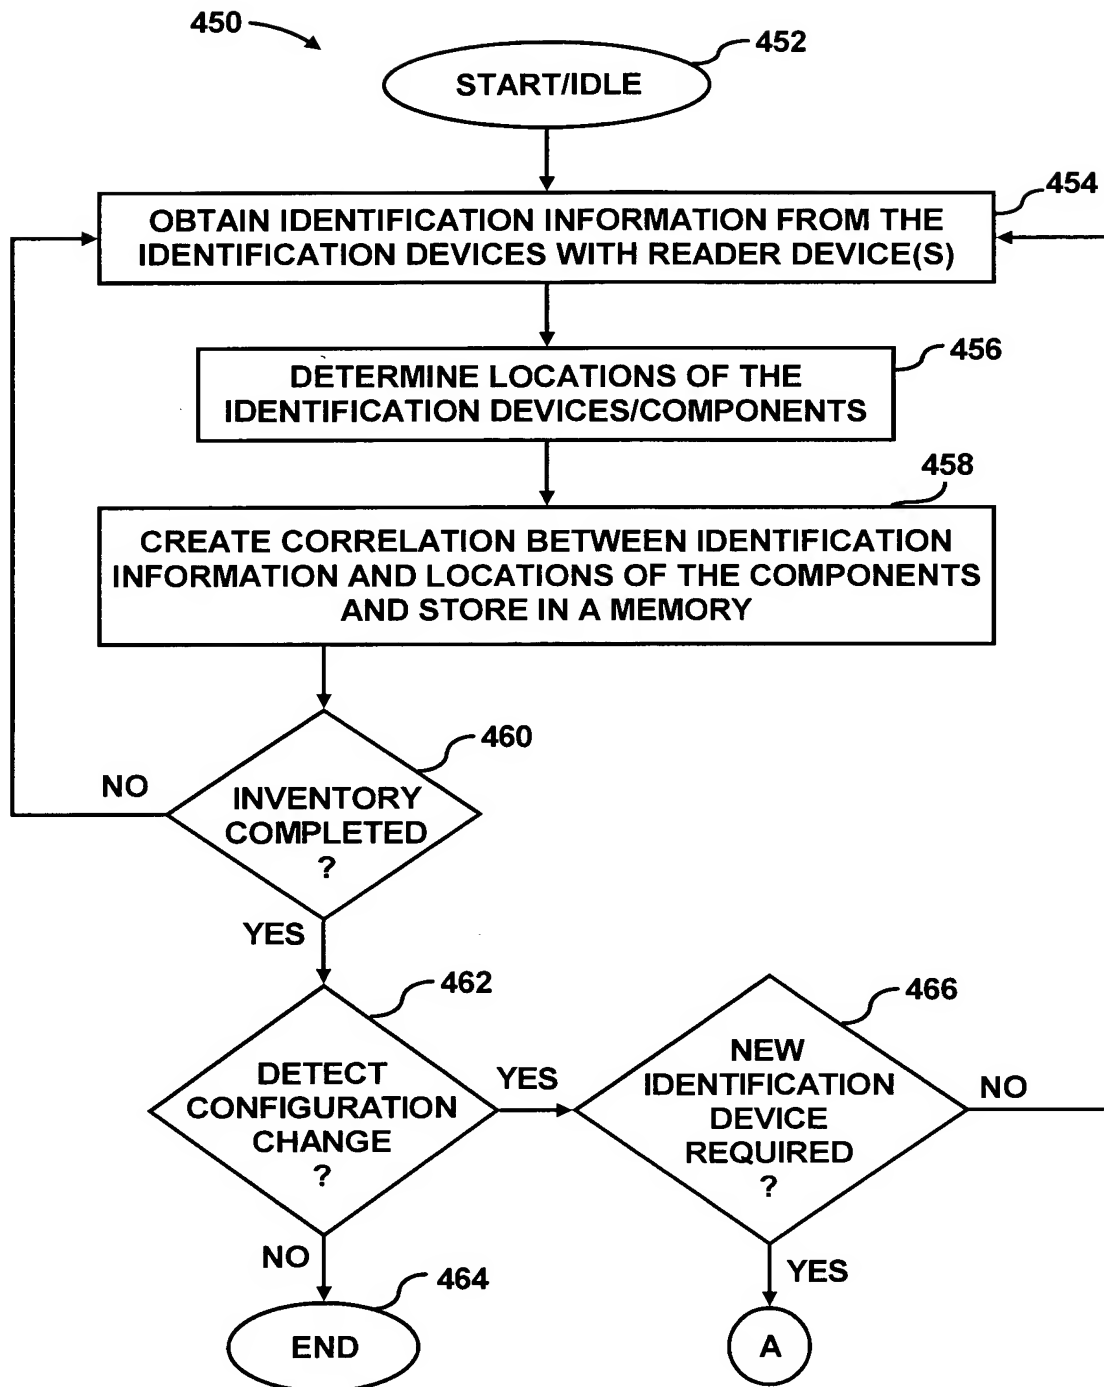 450
452
START/IDLE
454
OBTAIN IDENTIFICATION INFORMATION FROM THE
IDENTIFICATION DEVICES WITH READER DEVICE(S)
456
DETERMINE LOCATIONS OF THE
IDENTIFICATION DEVICES/COMPONENTS
458
CREATE CORRELATION BETWEEN IDENTIFICATION
INFORMATION AND LOCATIONS OF THE COMPONENTS
AND STORE IN A MEMORY
460
NO
INVENTORY
COMPLETED
?
YES
462
DETECT
CONFIGURATION
CHANGE
?
YES
466
NEW
IDENTIFICATION
DEVICE
REQUIRED
?
NO
NO
464
END
YES
A